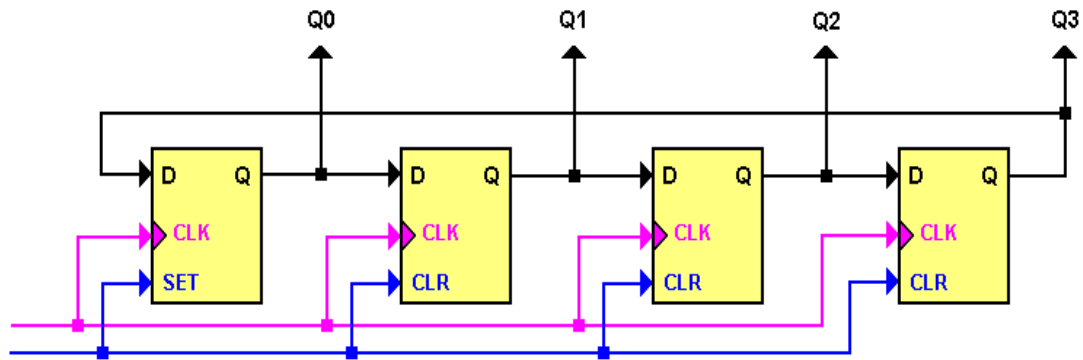 Q0 Q1 Q2 Q3
D Q D Q D Q D Q
CLK CLK CLK CLK
SET CLR CLR CLR